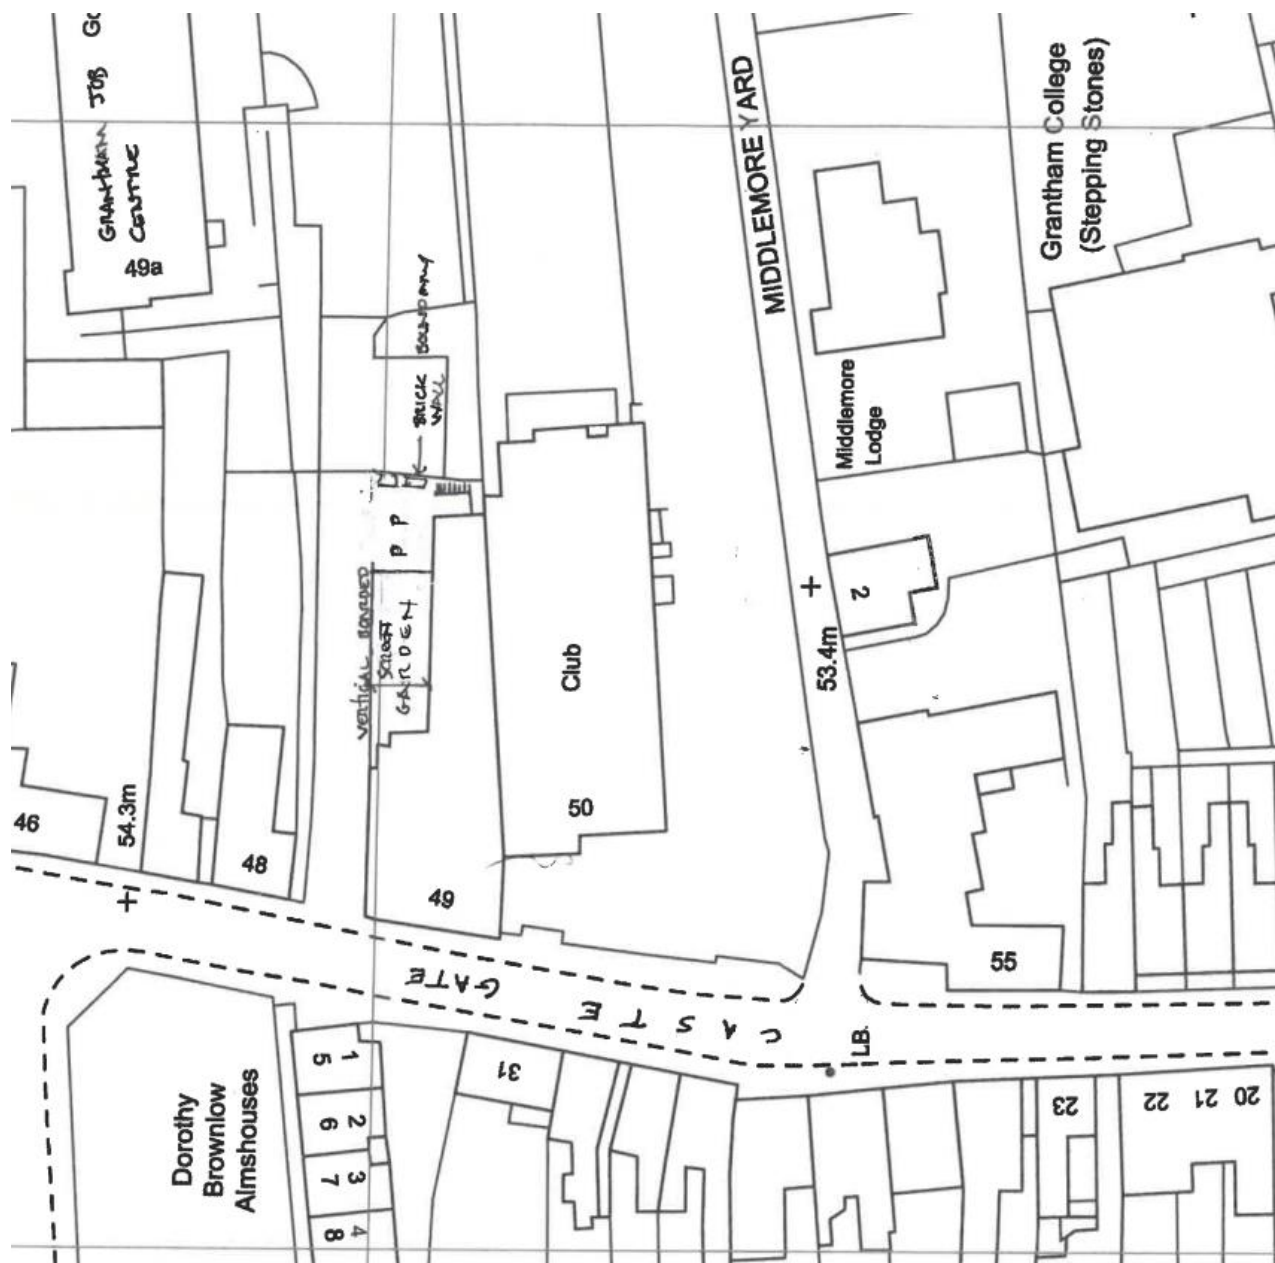 GRANTHAM JOB
CENTRE
49a
MIDDLEMORE YARD
Grantham College
(Stepping Stones)
BRICK BOUNDARY
WALL
Middlemore
Lodge
P P
VERTICAL BOARDED
GARDEN
Club
2
53.4m
46
54.3m
48
49
50
55
CASTE GATE
LB
Dorothy
Brownlow
Almshouses
1
5
2
6
3
7
4
8
31
23
22
21
20